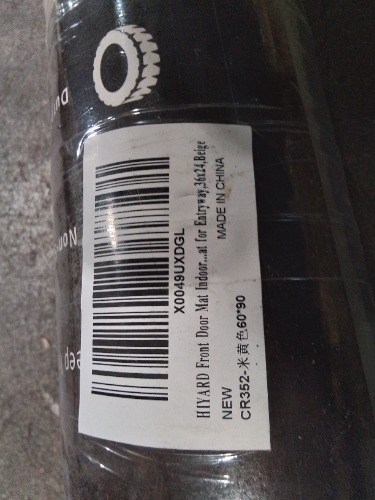 X0049UXDGL
HIYARD Front Door Mat Indoor...at for Entryway,36x24,Beige
NEW
MADE IN CHINA
CR352-米黄色60*90
Non